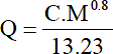 Q = C.M^0.8 / 13.23